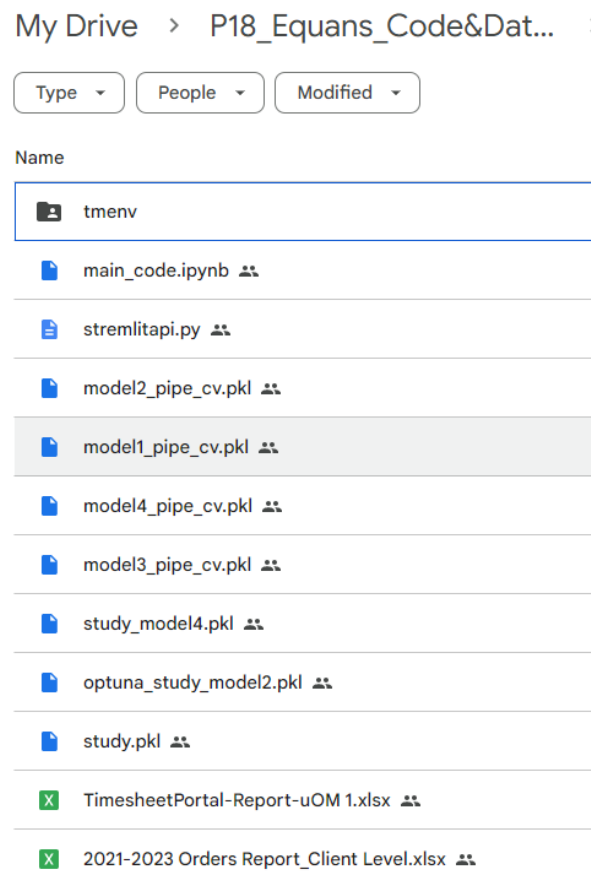 My Drive > P18_Equans_Code&Dat...
Type People Modified
Name
tmenv
main_code.ipynb
stremlitapi.py
model2_pipe_cv.pkl
model1_pipe_cv.pkl
model4_pipe_cv.pkl
model3_pipe_cv.pkl
study_model4.pkl
optuna_study_model2.pkl
study.pkl
X TimesheetPortal-Report-uOM 1.xlsx
X 2021-2023 Orders Report_Client Level.xlsx